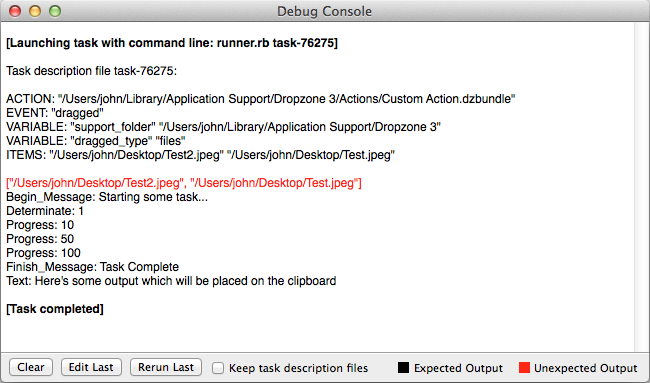 Debug Console
[Launching task with command line: runner.rb task-76275]
Task description file task-76275:
ACTION: "/Users/john/Library/Application Support/Dropzone 3/Actions/Custom Action.dzbundle"
EVENT: "dragged"
VARIABLE: "support_folder" "/Users/john/Library/Application Support/Dropzone 3"
VARIABLE: "dragged_type" "files"
ITEMS: "/Users/john/Desktop/Test2.jpeg" "/Users/john/Desktop/Test.jpeg"
["/Users/john/Desktop/Test2.jpeg", "/Users/john/Desktop/Test.jpeg"]
Begin_Message: Starting some task...
Determinate: 1
Progress: 10
Progress: 50
Progress: 100
Finish_Message: Task Complete
Text: Here's some output which will be placed on the clipboard
[Task completed]
Clear Edit Last Rerun Last Keep task description files Expected Output Unexpected Output